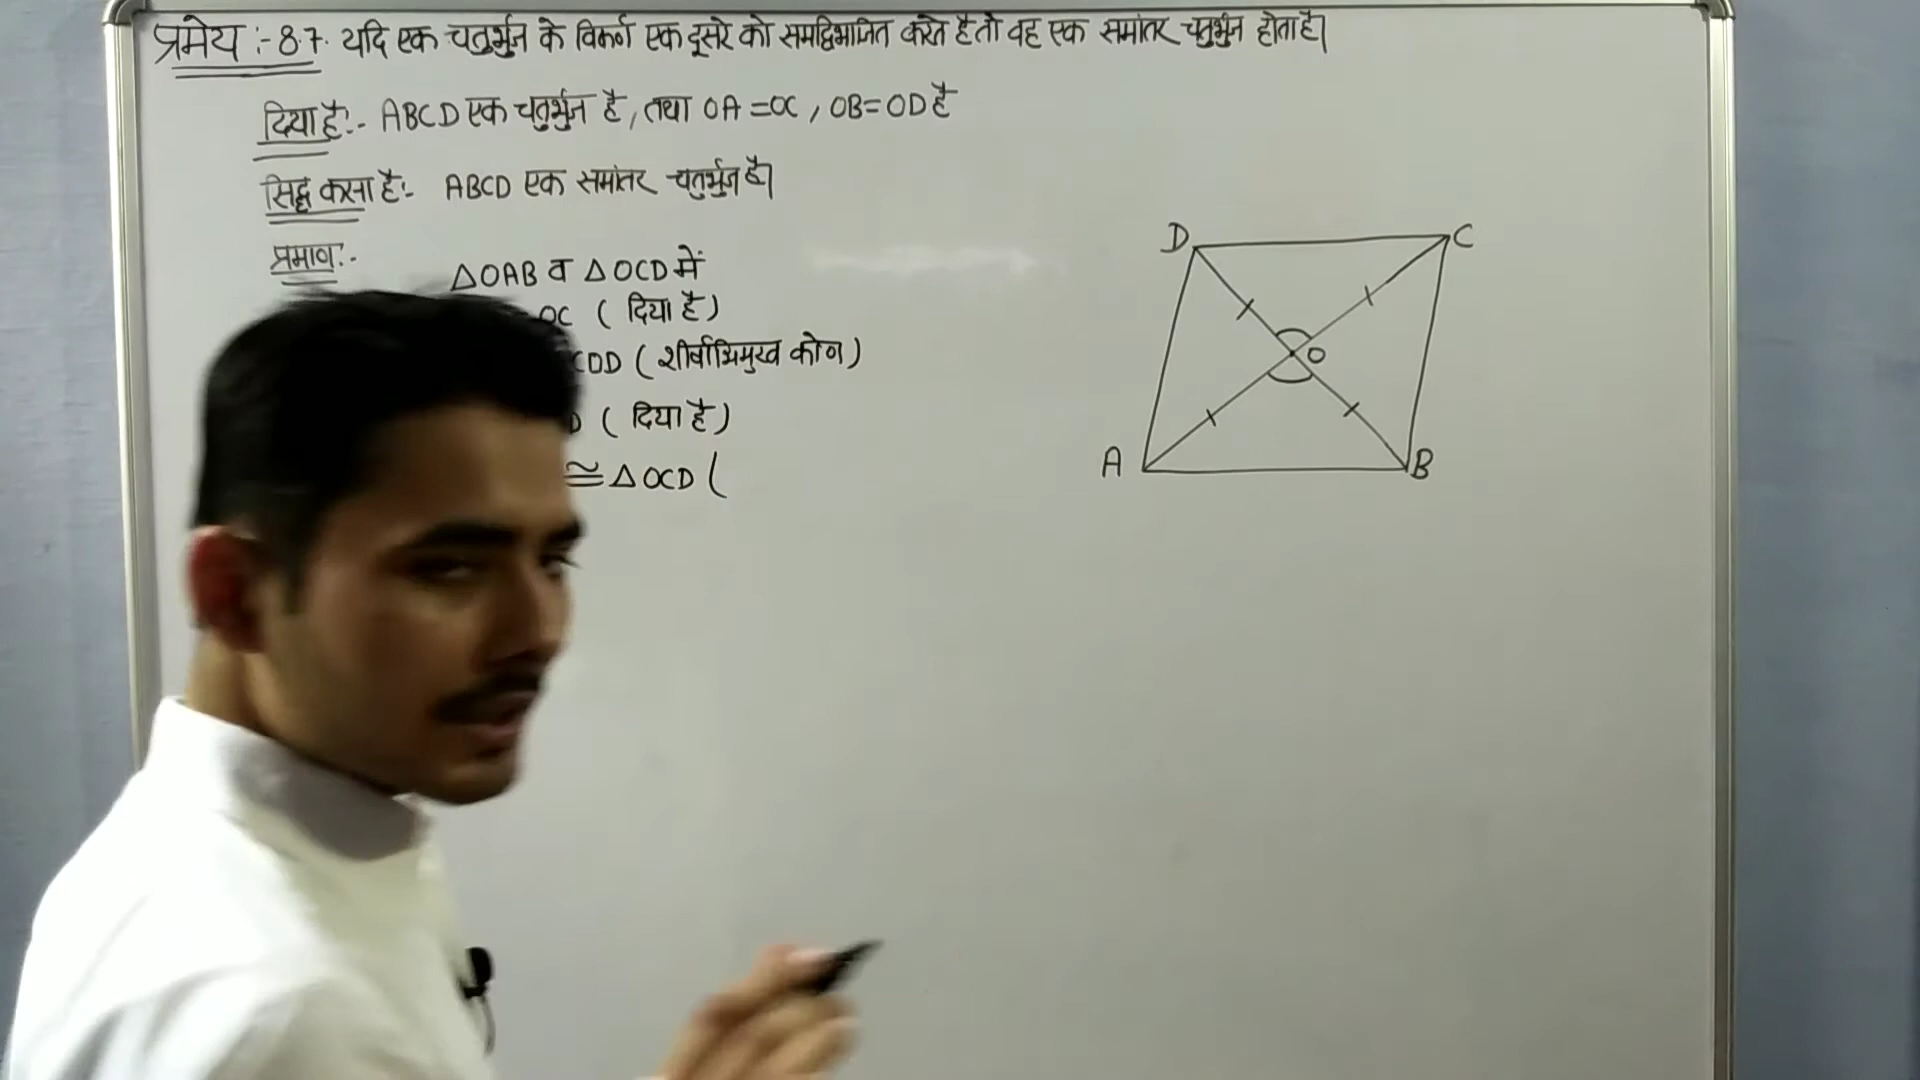 प्रमेय :- 8.7. यदि एक चतुर्भुज के विकर्ण एक दूसरे को समद्विभाजित करते है तो वह एक समांतर चतुर्भुज होता है।
दिया है:- ABCD एक चतुर्भुज है, तथा OA = OC, OB = OD है
सिद्ध करना है:- ABCD एक समांतर चतुर्भुज है।
प्रमाण:-
△OAB व △OCD में
OC ( दिया है )
COD ( शीर्षाभिमुख कोण )
D ( दिया है )
≅ △OCD (
D
C
O
A
B